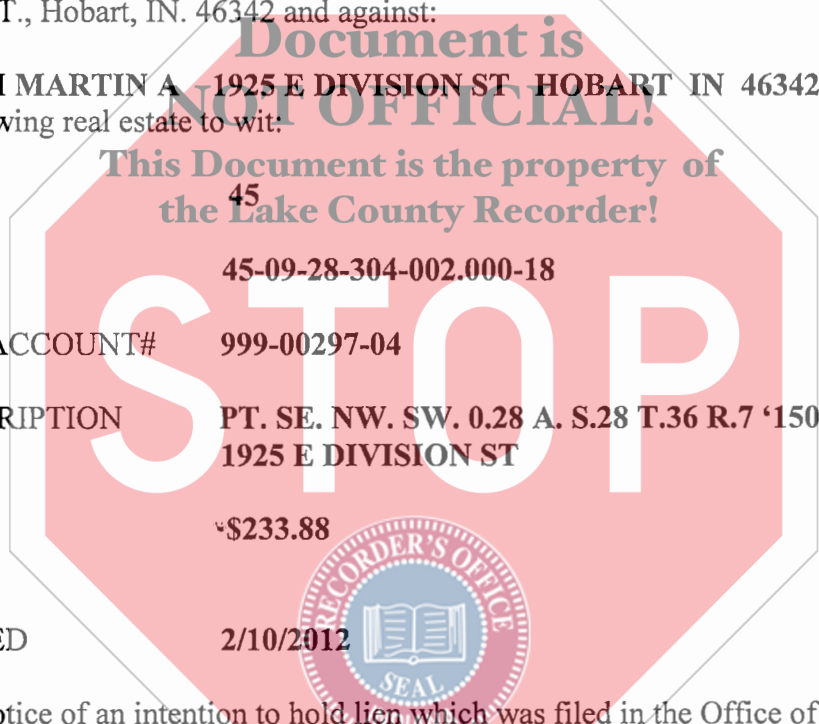 T., Hobart, IN. 46342 and against:
Document is
MARTIN A 1925 E DIVISION ST HOBART IN 46342
NOT OFFICIAL!
wing real estate to wit:
This Document is the property of
45
the Lake County Recorder!
45-09-28-304-002.000-18
STOP
ACCOUNT# 999-00297-04
RIPTION PT. SE. NW. SW. 0.28 A. S.28 T.36 R.7 ‘150
1925 E DIVISION ST
$233.88
RECORDER'S OFFICE
ED 2/10/2012
SEAL
otice of an intention to hold lien which was filed in the Office of